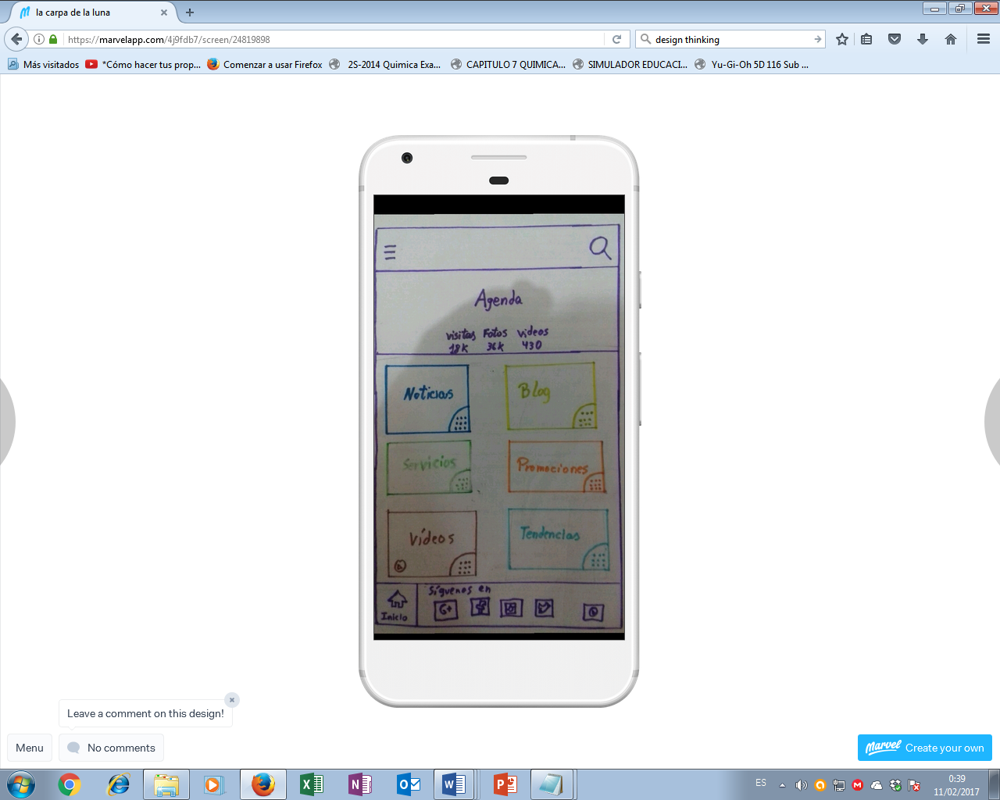 la carpa de la luna
https://marvelapp.com/4j9fdb7/screen/24819898
design thinking
Más visitados
*Cómo hacer tus prop...
Comenzar a usar Firefox
2S-2014 Quimica Exa...
CAPITULO 7 QUIMICA...
SIMULADOR EDUCACI...
Yu-Gi-Oh 5D 116 Sub ...
Agenda
visitas Fotos videos
18K 36K 430
Noticias
Blog
Servicios
Promociones
Vídeos
Tendencias
Síguenos en
Inicio
G+
Leave a comment on this design!
Menu
No comments
Marvel Create your own
ES
0:39
11/02/2017